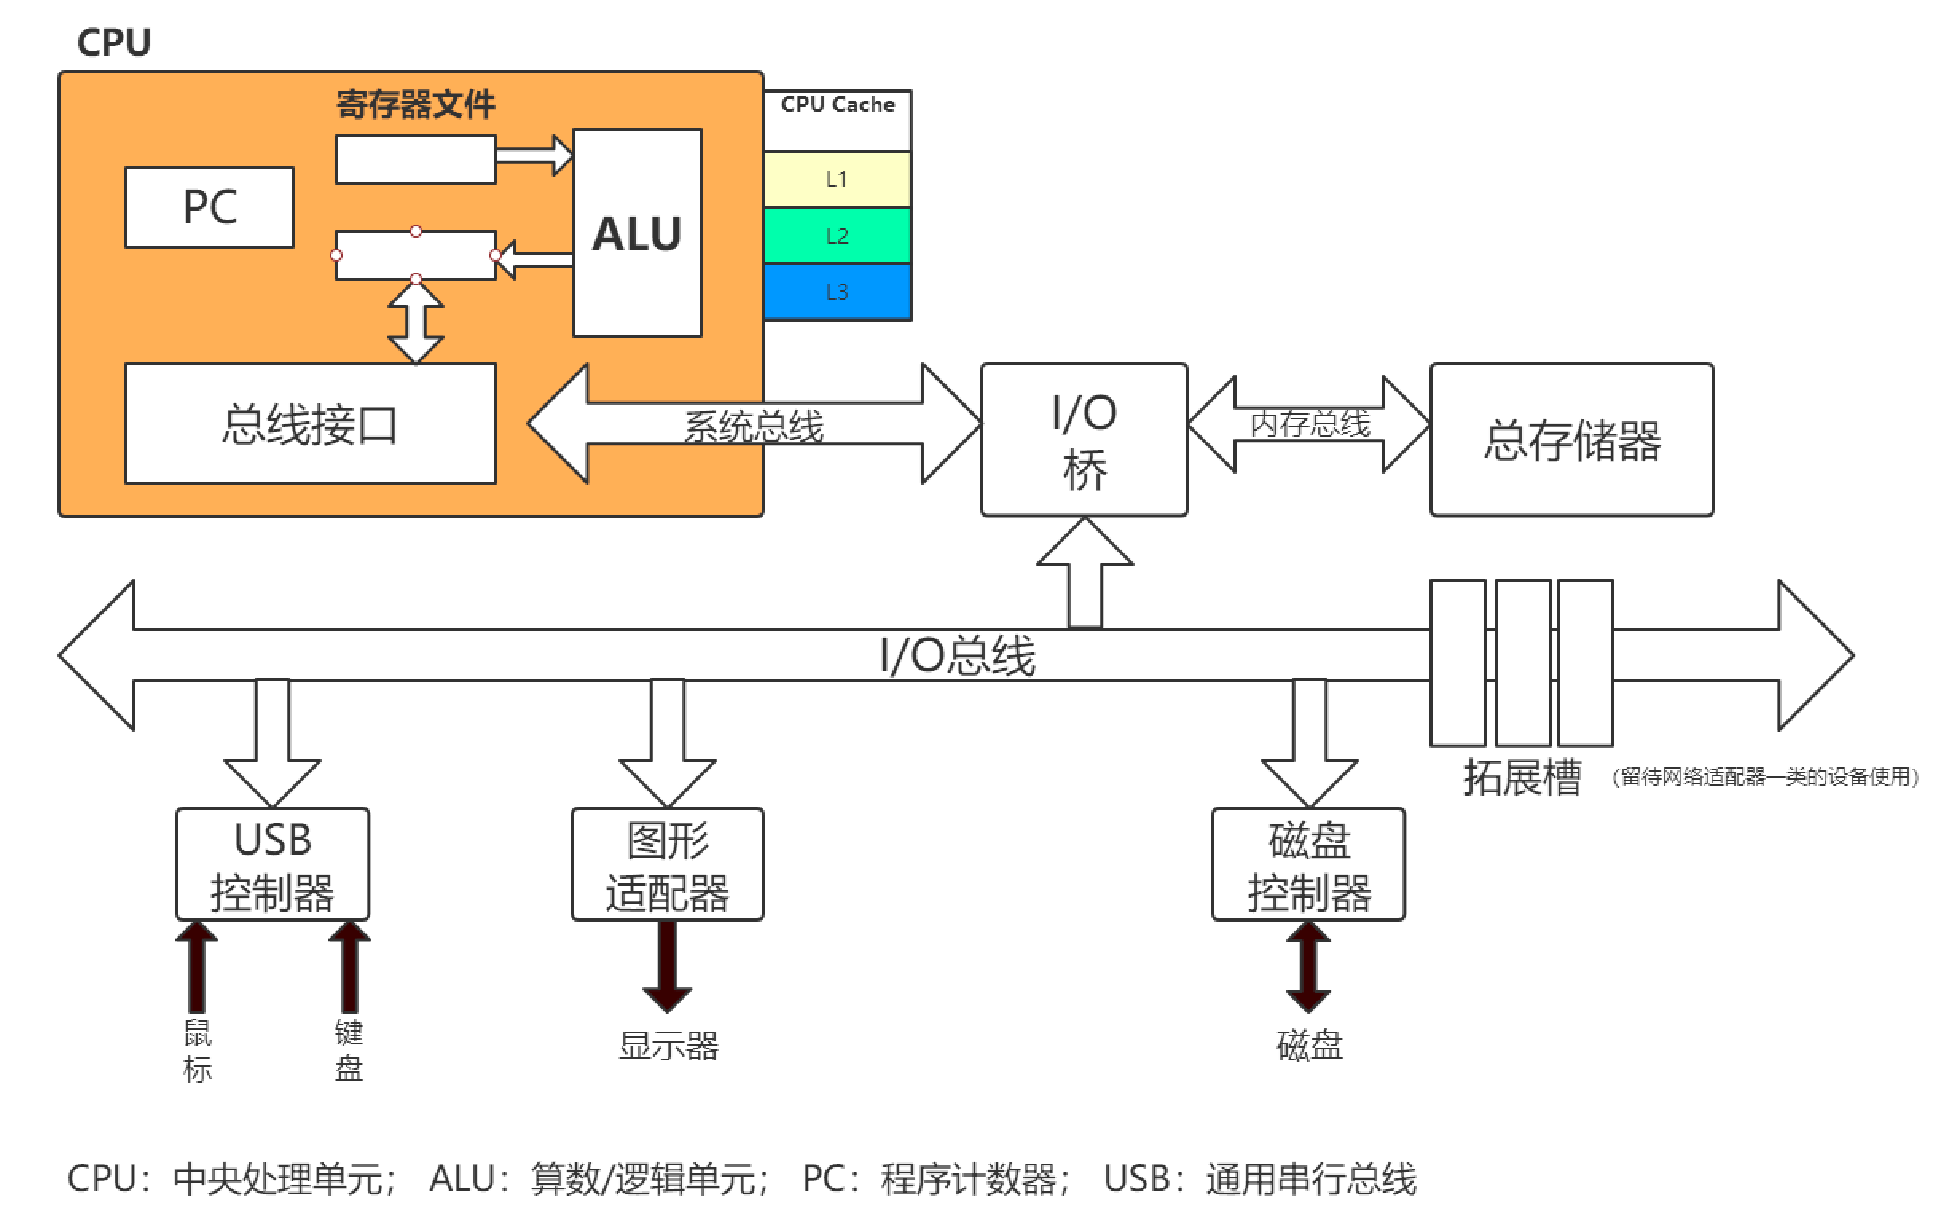 CPU
寄存器文件
CPU Cache
PC
ALU
L1
L2
L3
总线接口
系统总线
I/O
桥
内存总线
总存储器
I/O总线
拓展槽
(留待网络适配器一类的设备使用)
USB
控制器
图形
适配器
磁盘
控制器
鼠
标
键
盘
显示器
磁盘
CPU：中央处理单元； ALU：算数/逻辑单元； PC：程序计数器； USB：通用串行总线